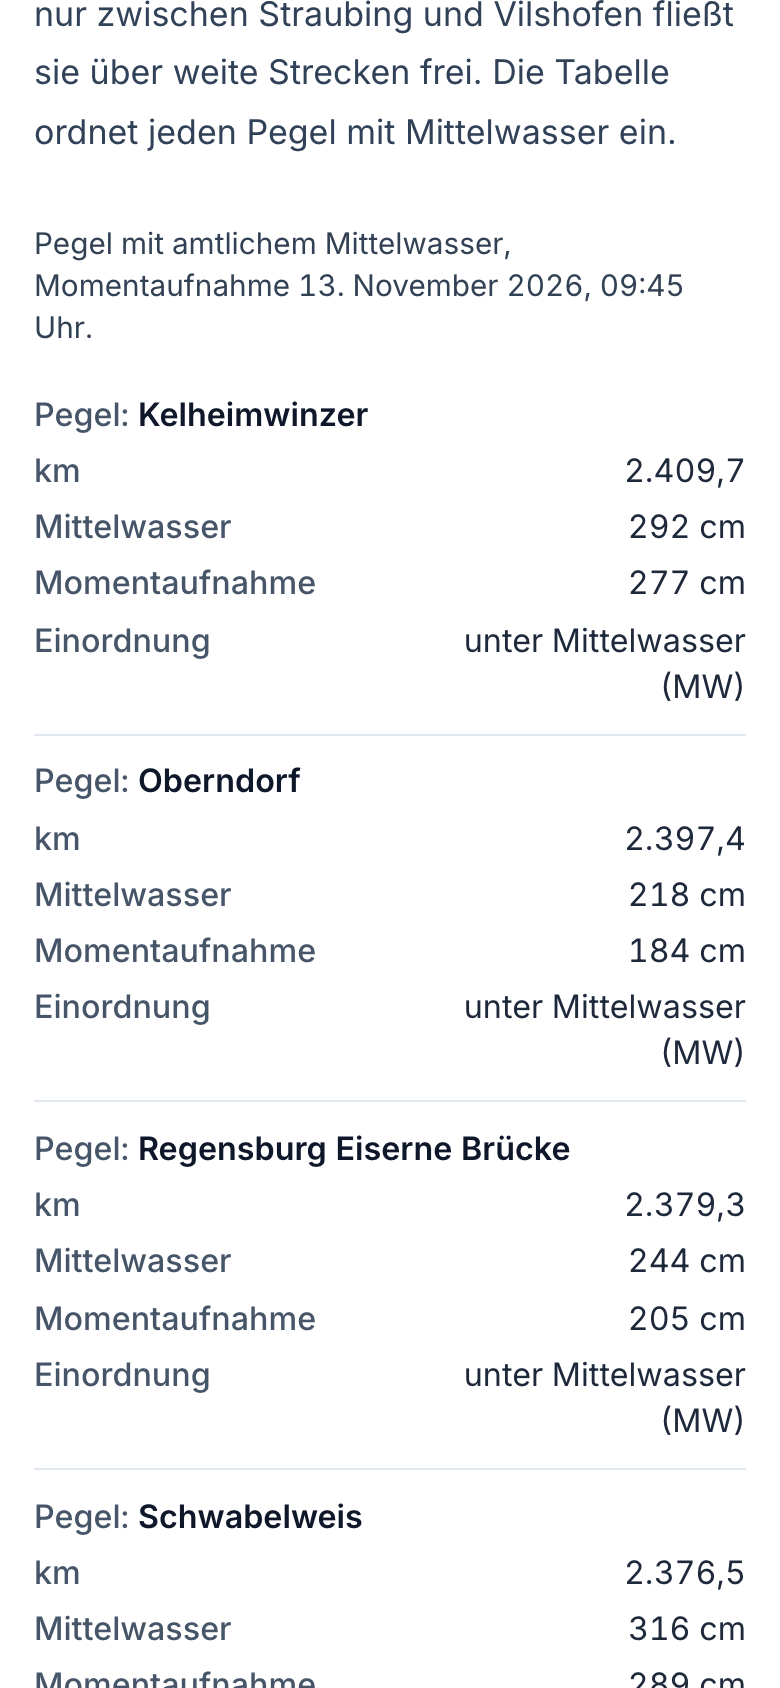 nur zwischen Straubing und Vilshofen fließt
sie über weite Strecken frei. Die Tabelle
ordnet jeden Pegel mit Mittelwasser ein.
Pegel mit amtlichem Mittelwasser,
Momentaufnahme 13. November 2026, 09:45
Uhr.
Pegel: Kelheimwinzer
km 2.409,7
Mittelwasser 292 cm
Momentaufnahme 277 cm
Einordnung unter Mittelwasser
(MW)
Pegel: Oberndorf
km 2.397,4
Mittelwasser 218 cm
Momentaufnahme 184 cm
Einordnung unter Mittelwasser
(MW)
Pegel: Regensburg Eiserne Brücke
km 2.379,3
Mittelwasser 244 cm
Momentaufnahme 205 cm
Einordnung unter Mittelwasser
(MW)
Pegel: Schwabelweis
km 2.376,5
Mittelwasser 316 cm
Momentaufnahme 289 cm